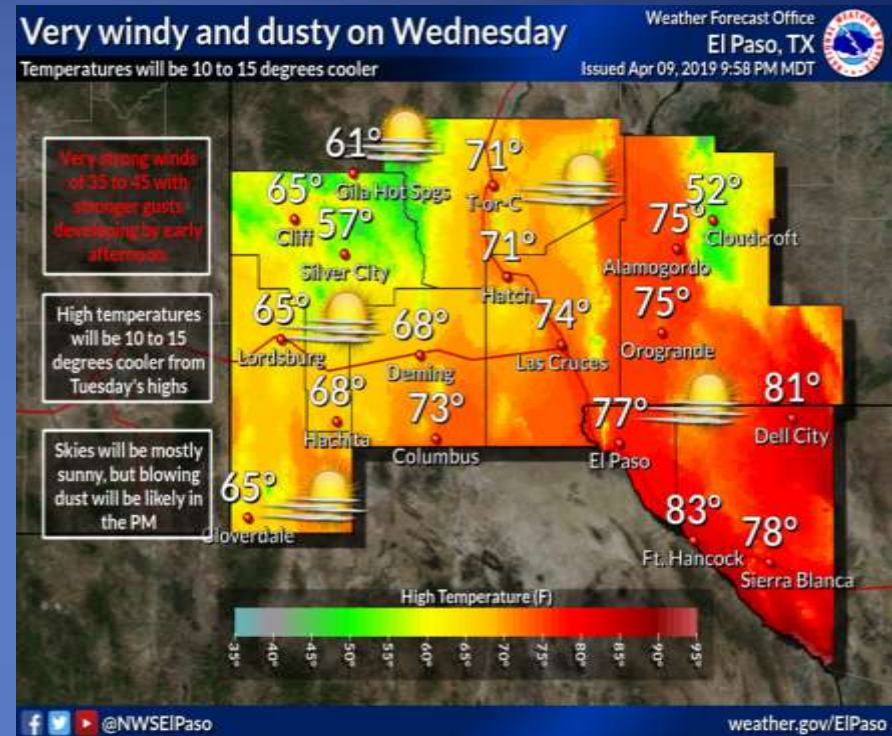 Very windy and dusty on Wednesday
Weather Forecast Office
El Paso, TX
Temperatures will be 10 to 15 degrees cooler
Issued Apr 09, 2019 9:58 PM MDT
NATIONAL WEATHER SERVICE
Very strong winds
of 35 to 45 with
stronger gusts
developing by early
afternoon.
High temperatures
will be 10 to 15
degrees cooler from
Tuesday's highs
Skies will be mostly
sunny, but blowing
dust will be likely in
the PM
61°
Gila Hot Spgs
71°
T-or-C
65°
Cliff
57°
Silver City
52°
Cloudcroft
75°
Alamogordo
71°
Hatch
65°
Lordsburg
68°
Deming
74°
Las Cruces
75°
Orogrande
68°
Hachita
73°
Columbus
77°
El Paso
81°
Dell City
65°
Cloverdale
83°
Ft. Hancock
78°
Sierra Blanca
High Temperature (F)
35° 40° 45° 50° 55° 60° 65° 70° 75° 80° 85° 90° 95°
@NWSElPaso
weather.gov/ElPaso